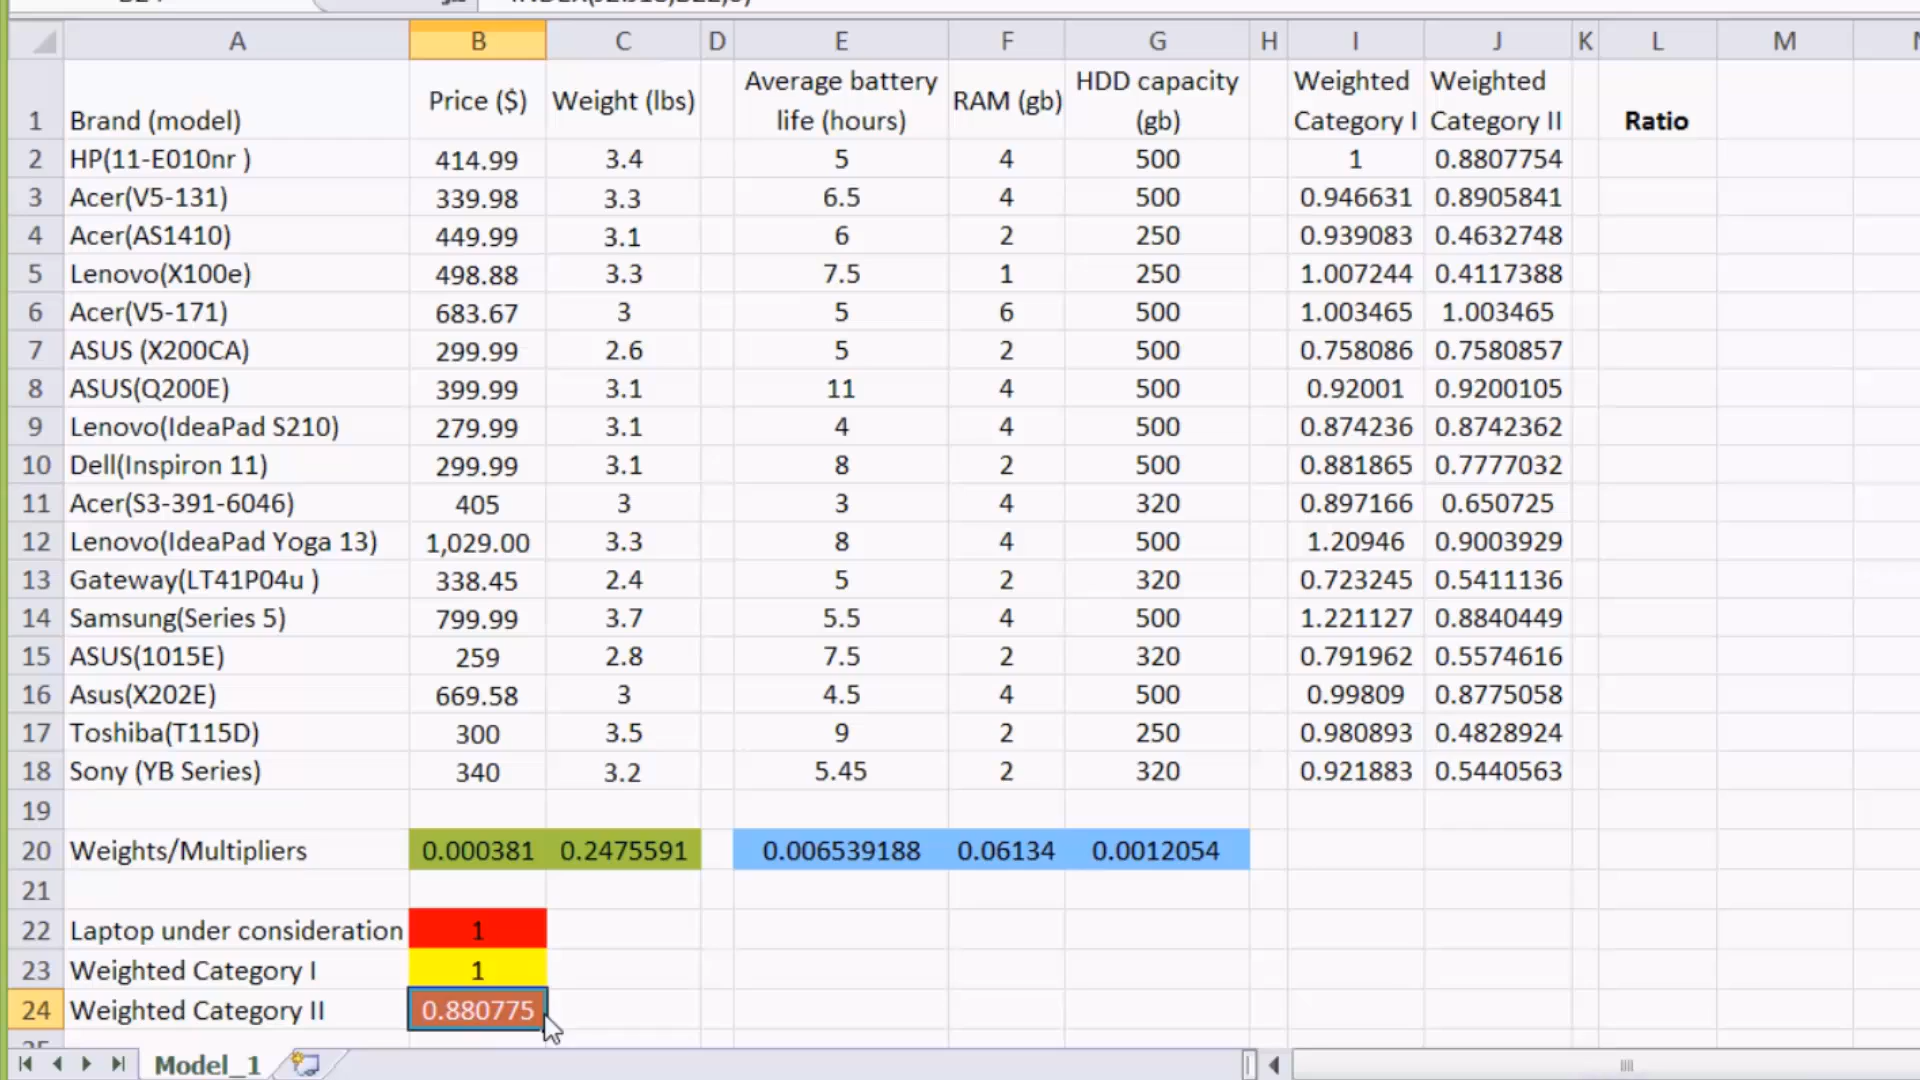 A B C D E F G H I J K L M
Average battery HDD capacity Weighted Weighted
Price ($) Weight (lbs) RAM (gb)
1 Brand (model) life (hours) (gb) Category I Category II Ratio
2 HP(11-E010nr ) 414.99 3.4 5 4 500 1 0.8807754
3 Acer(V5-131) 339.98 3.3 6.5 4 500 0.946631 0.8905841
4 Acer(AS1410) 449.99 3.1 6 2 250 0.939083 0.4632748
5 Lenovo(X100e) 498.88 3.3 7.5 1 250 1.007244 0.4117388
6 Acer(V5-171) 683.67 3 5 6 500 1.003465 1.003465
7 ASUS (X200CA) 299.99 2.6 5 2 500 0.758086 0.7580857
8 ASUS(Q200E) 399.99 3.1 11 4 500 0.92001 0.9200105
9 Lenovo(IdeaPad S210) 279.99 3.1 4 4 500 0.874236 0.8742362
10 Dell(Inspiron 11) 299.99 3.1 8 2 500 0.881865 0.7777032
11 Acer(S3-391-6046) 405 3 3 4 320 0.897166 0.650725
12 Lenovo(IdeaPad Yoga 13) 1,029.00 3.3 8 4 500 1.20946 0.9003929
13 Gateway(LT41P04u ) 338.45 2.4 5 2 320 0.723245 0.5411136
14 Samsung(Series 5) 799.99 3.7 5.5 4 500 1.221127 0.8840449
15 ASUS(1015E) 259 2.8 7.5 2 320 0.791962 0.5574616
16 Asus(X202E) 669.58 3 4.5 4 500 0.99809 0.8775058
17 Toshiba(T115D) 300 3.5 9 2 250 0.980893 0.4828924
18 Sony (YB Series) 340 3.2 5.45 2 320 0.921883 0.5440563
19
20 Weights/Multipliers 0.000381 0.2475591 0.006539188 0.06134 0.0012054
21
22 Laptop under consideration 1
23 Weighted Category I 1
24 Weighted Category II 0.880775
Model_1